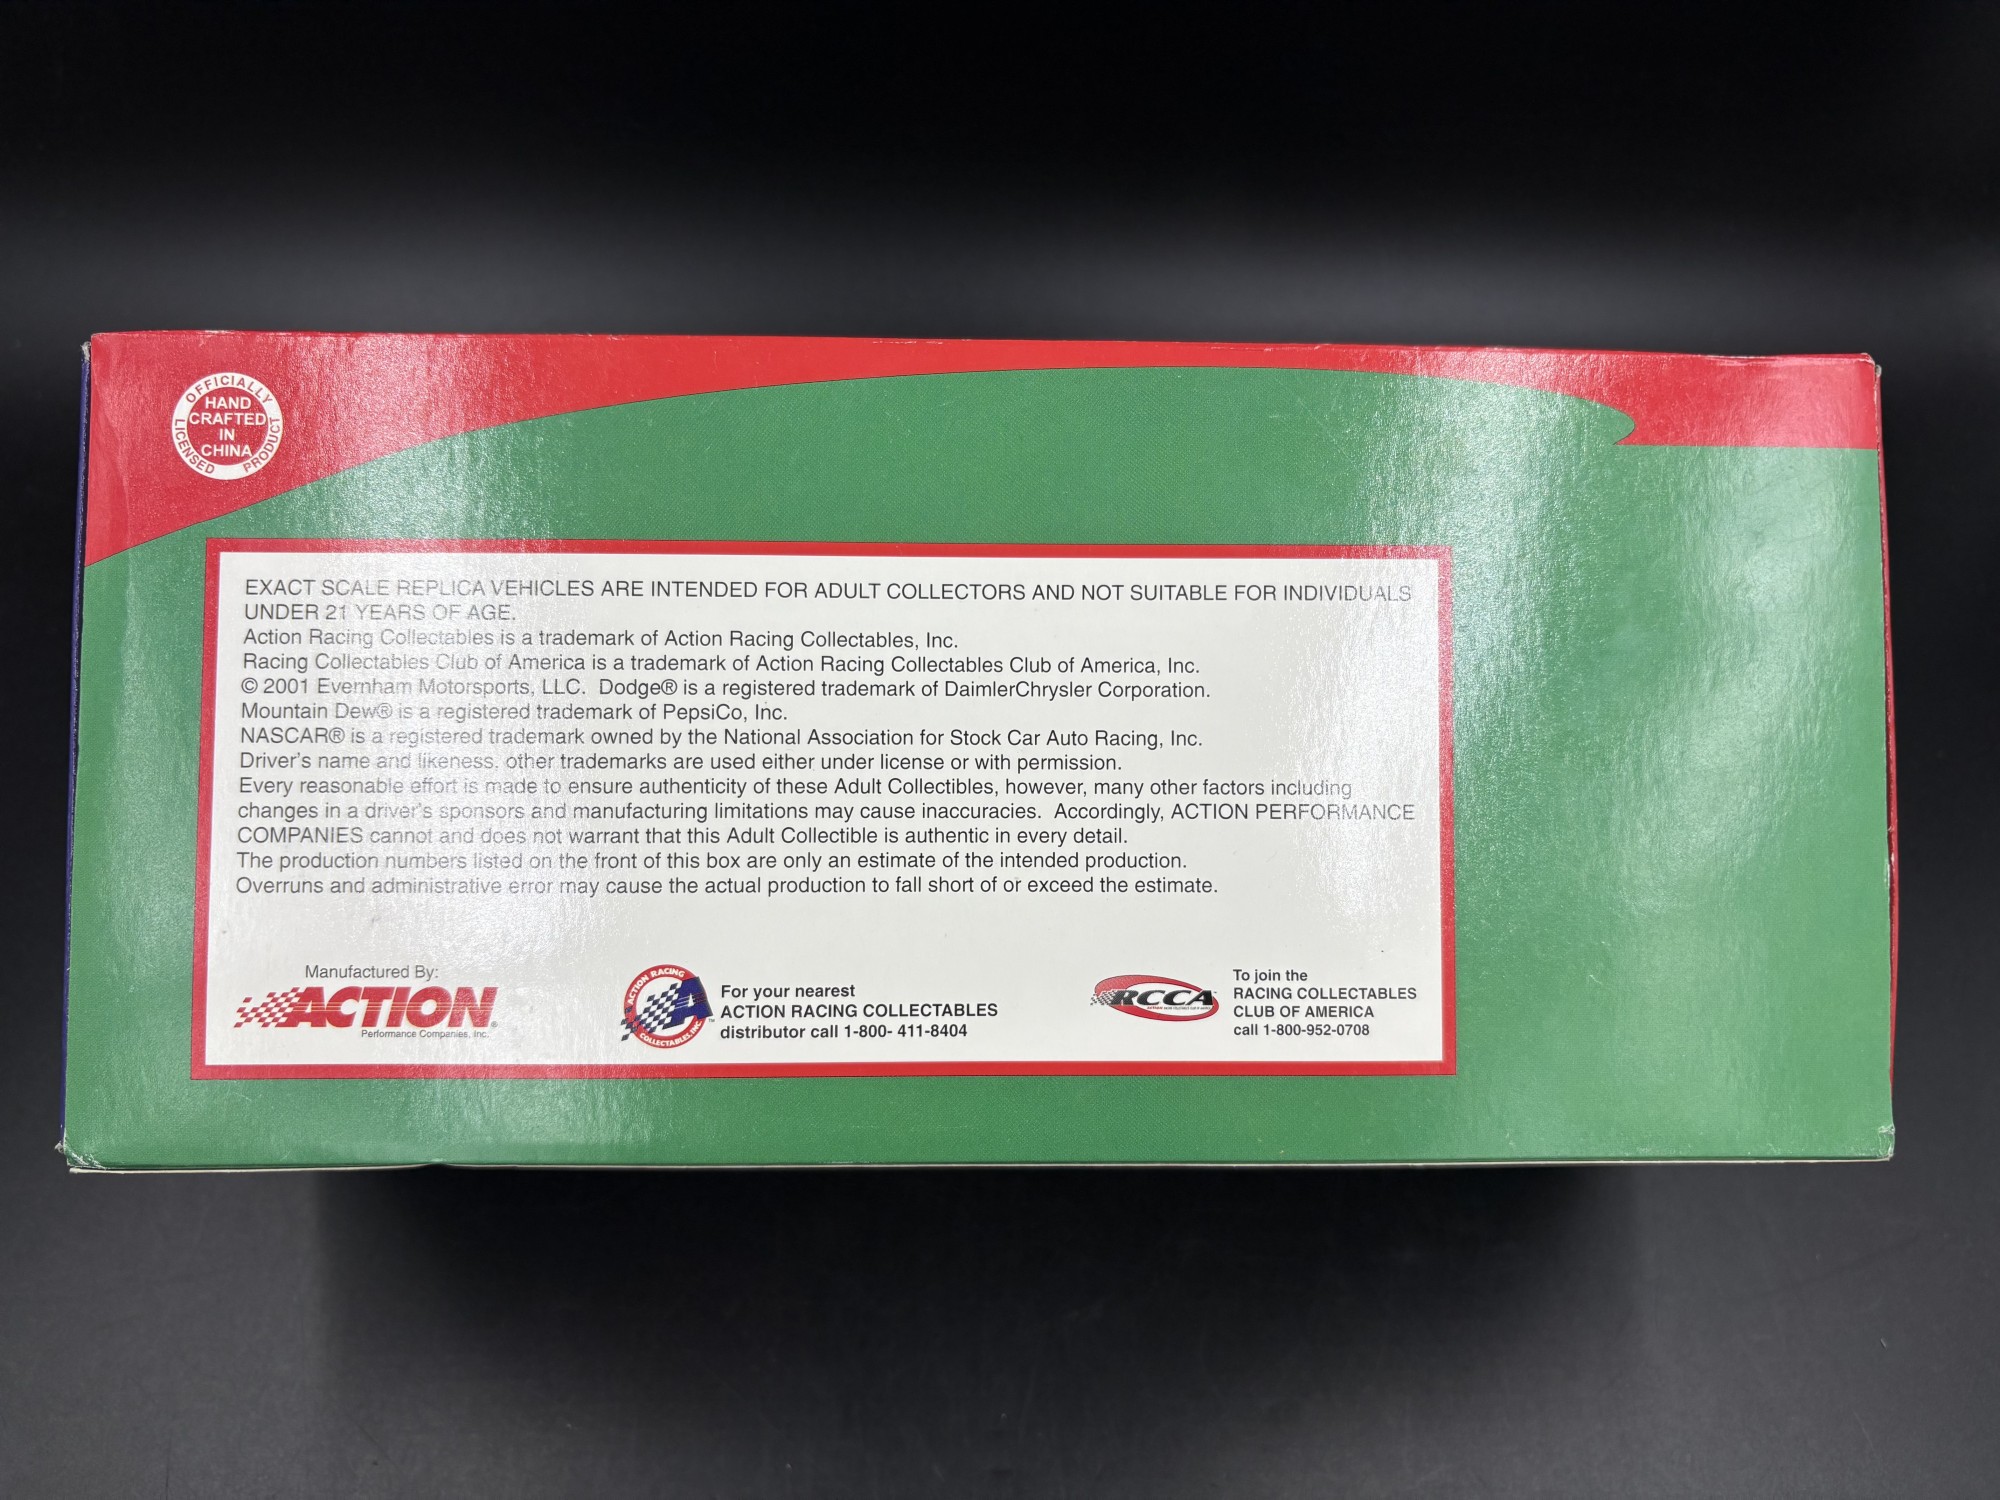 OFFICIALLY
LICENSED PRODUCT
HAND
CRAFTED
IN
CHINA
EXACT SCALE REPLICA VEHICLES ARE INTENDED FOR ADULT COLLECTORS AND NOT SUITABLE FOR INDIVIDUALS
UNDER 21 YEARS OF AGE.
Action Racing Collectables is a trademark of Action Racing Collectables, Inc.
Racing Collectables Club of America is a trademark of Action Racing Collectables Club of America, Inc.
© 2001 Evernham Motorsports, LLC. Dodge® is a registered trademark of DaimlerChrysler Corporation.
Mountain Dew® is a registered trademark of PepsiCo, Inc.
NASCAR® is a registered trademark owned by the National Association for Stock Car Auto Racing, Inc.
Driver's name and likeness. other trademarks are used either under license or with permission.
Every reasonable effort is made to ensure authenticity of these Adult Collectibles, however, many other factors including
changes in a driver's sponsors and manufacturing limitations may cause inaccuracies. Accordingly, ACTION PERFORMANCE
COMPANIES cannot and does not warrant that this Adult Collectible is authentic in every detail.
The production numbers listed on the front of this box are only an estimate of the intended production.
Overruns and administrative error may cause the actual production to fall short of or exceed the estimate.
Manufactured By:
ACTION
Performance Companies, Inc.
ACTION RACING
COLLECTABLES, INC.
A
For your nearest
ACTION RACING COLLECTABLES
distributor call 1-800- 411-8404
RCCA
To join the
RACING COLLECTABLES
CLUB OF AMERICA
call 1-800-952-0708